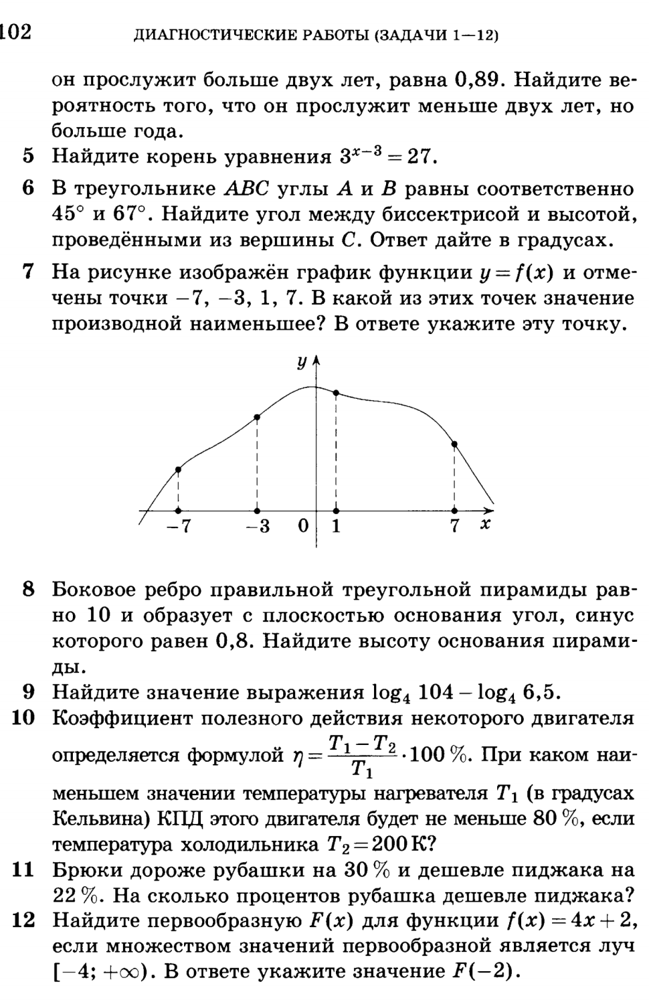 102 ДИАГНОСТИЧЕСКИЕ РАБОТЫ (ЗАДАЧИ 1—12)
он прослужит больше двух лет, равна 0,89. Найдите ве-
роятность того, что он прослужит меньше двух лет, но
больше года.
5 Найдите корень уравнения 3^{x−3} = 27.
6 В треугольнике ABC углы A и B равны соответственно
45° и 67°. Найдите угол между биссектрисой и высотой,
проведёнными из вершины C. Ответ дайте в градусах.
7 На рисунке изображён график функции y = f(x) и отме-
чены точки −7, −3, 1, 7. В какой из этих точек значение
производной наименьшее? В ответе укажите эту точку.
y
−7 −3 0 1 7 x
8 Боковое ребро правильной треугольной пирамиды рав-
но 10 и образует с плоскостью основания угол, синус
которого равен 0,8. Найдите высоту основания пирами-
ды.
9 Найдите значение выражения log₄ 104 − log₄ 6,5.
10 Коэффициент полезного действия некоторого двигателя
определяется формулой η = \frac{T₁ − T₂}{T₁} · 100 %. При каком наи-
меньшем значении температуры нагревателя T₁ (в градусах
Кельвина) КПД этого двигателя будет не меньше 80 %, если
температура холодильника T₂ = 200 К?
11 Брюки дороже рубашки на 30 % и дешевле пиджака на
22 %. На сколько процентов рубашка дешевле пиджака?
12 Найдите первообразную F(x) для функции f(x) = 4x + 2,
если множеством значений первообразной является луч
[−4; +∞). В ответе укажите значение F(−2).